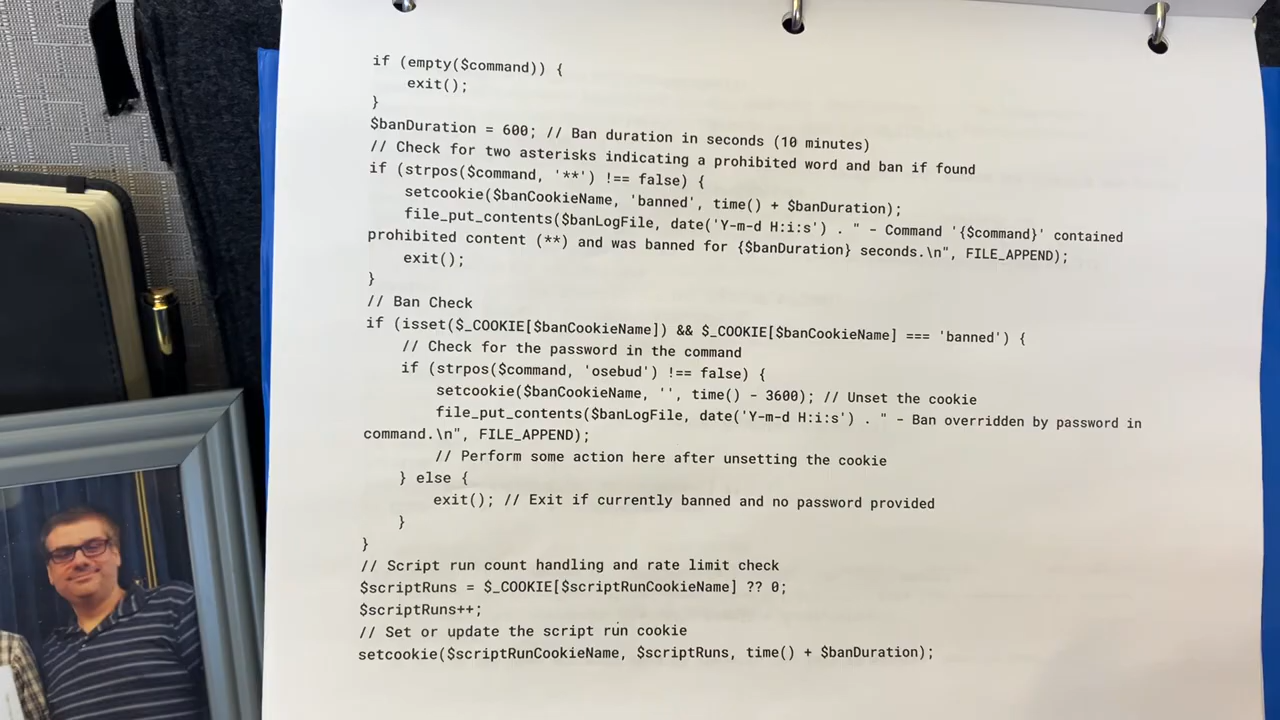 if (empty($command)) {
    exit();
}
$banDuration = 600; // Ban duration in seconds (10 minutes)
// Check for two asterisks indicating a prohibited word and ban if found
if (strpos($command, '**') !== false) {
    setcookie($banCookieName, 'banned', time() + $banDuration);
    file_put_contents($banLogFile, date('Y-m-d H:i:s') . " - Command '{$command}' contained
prohibited content (**) and was banned for {$banDuration} seconds.\n", FILE_APPEND);
    exit();
}
// Ban Check
if (isset($_COOKIE[$banCookieName]) && $_COOKIE[$banCookieName] === 'banned') {
    // Check for the password in the command
    if (strpos($command, 'osebud') !== false) {
        setcookie($banCookieName, '', time() - 3600); // Unset the cookie
        file_put_contents($banLogFile, date('Y-m-d H:i:s') . " - Ban overridden by password in
command.\n", FILE_APPEND);
        // Perform some action here after unsetting the cookie
    } else {
        exit(); // Exit if currently banned and no password provided
    }
}
// Script run count handling and rate limit check
$scriptRuns = $_COOKIE[$scriptRunCookieName] ?? 0;
$scriptRuns++;
// Set or update the script run cookie
setcookie($scriptRunCookieName, $scriptRuns, time() + $banDuration);